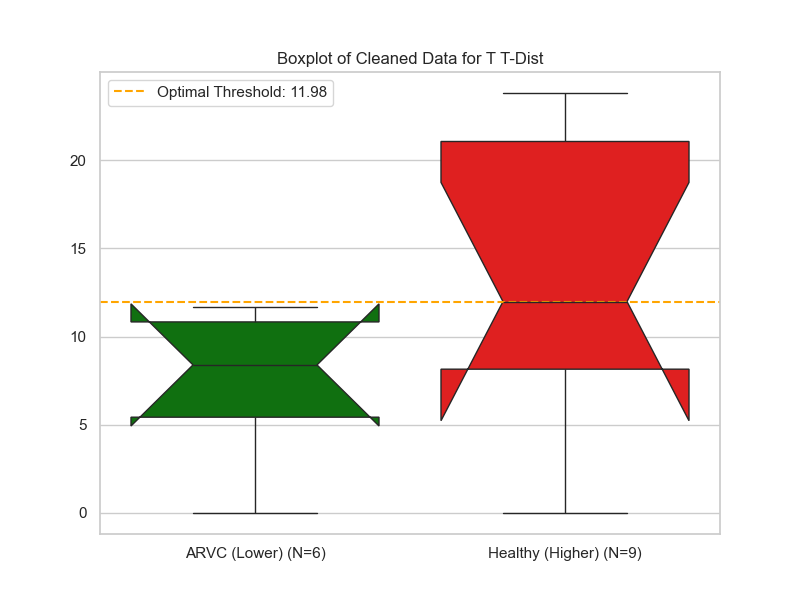 Boxplot of Cleaned Data for T T-Dist
Optimal Threshold: 11.98
20
15
10
5
0
ARVC (Lower) (N=6)
Healthy (Higher) (N=9)